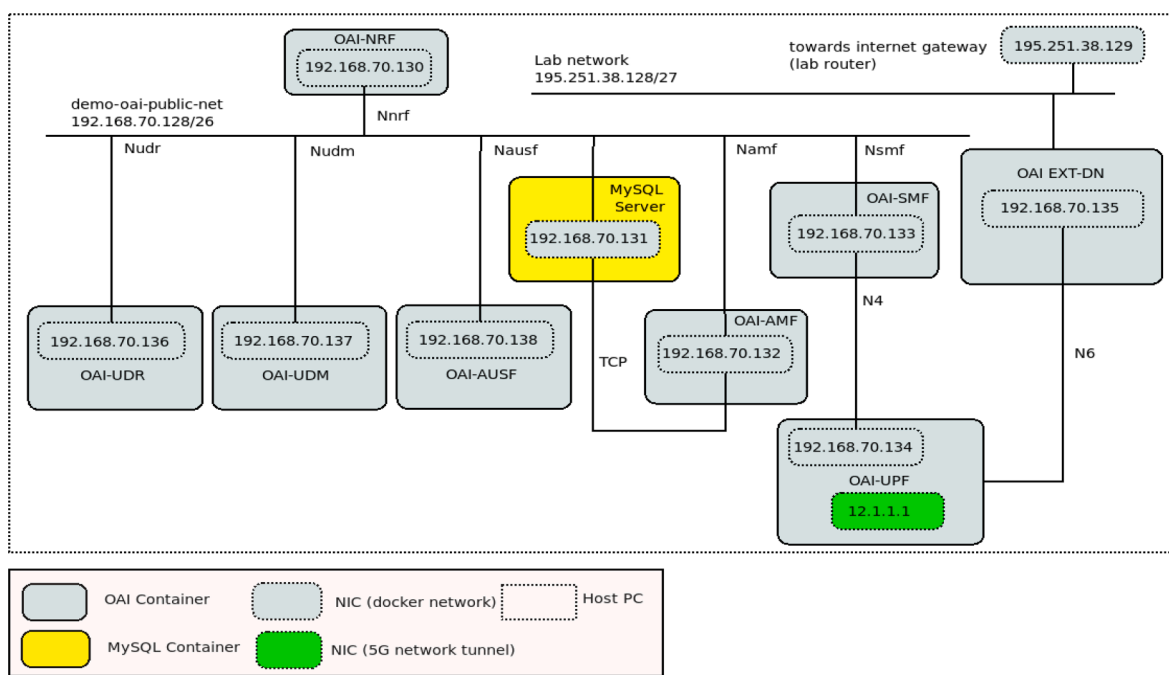 OAI-NRF
192.168.70.130
Lab network
195.251.38.128/27
towards internet gateway
(lab router)
195.251.38.129
demo-oai-public-net
192.168.70.128/26
Nnrf
Nudr
Nudm
Nausf
Namf
Nsmf
MySQL
Server
192.168.70.131
OAI-SMF
192.168.70.133
OAI EXT-DN
192.168.70.135
N4
192.168.70.136
OAI-UDR
192.168.70.137
OAI-UDM
192.168.70.138
OAI-AUSF
TCP
OAI-AMF
192.168.70.132
N6
192.168.70.134
OAI-UPF
12.1.1.1
OAI Container
NIC (docker network)
Host PC
MySQL Container
NIC (5G network tunnel)